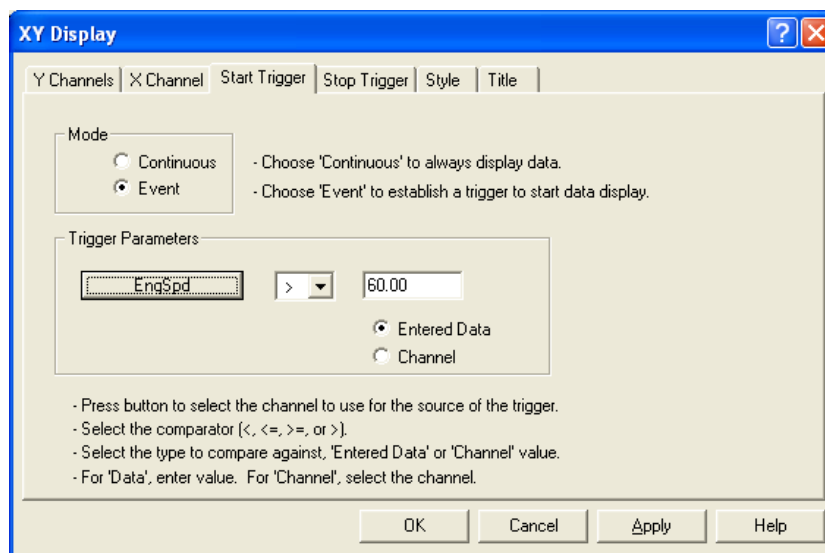 XY Display
Y Channels X Channel Start Trigger Stop Trigger Style Title
Mode
Continuous - Choose 'Continuous' to always display data.
Event - Choose 'Event' to establish a trigger to start data display.
Trigger Parameters
EngSpd > 60.00
Entered Data
Channel
- Press button to select the channel to use for the source of the trigger.
- Select the comparator (<, <=, >=, or >).
- Select the type to compare against, 'Entered Data' or 'Channel' value.
- For 'Data', enter value. For 'Channel', select the channel.
OK Cancel Apply Help